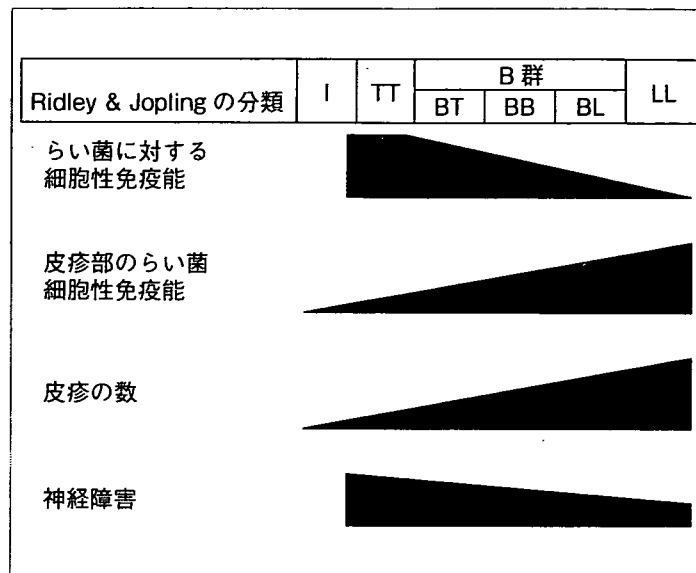 Ridley & Jopling の分類
I
TT
B 群
BT
BB
BL
LL
らい菌に対する
細胞性免疫能
皮疹部のらい菌
細胞性免疫能
皮疹の数
神経障害